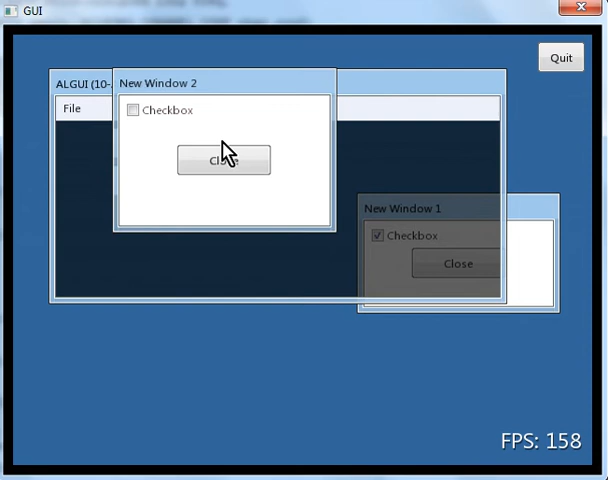 GUI
Quit
ALGUI (10-
New Window 2
File
Checkbox
New Window 1
Checkbox
Close
FPS: 158